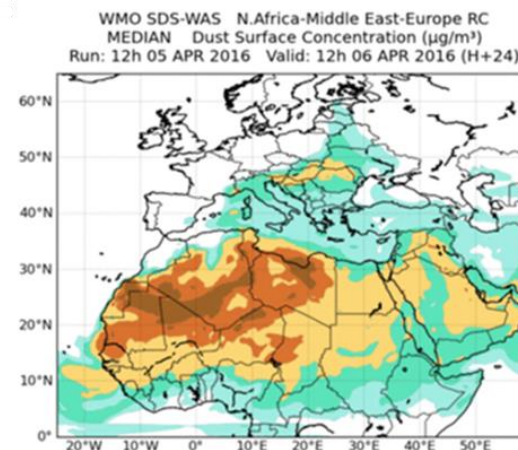 WMO SDS-WAS N.Africa-Middle East-Europe RC
MEDIAN Dust Surface Concentration (µg/m³)
Run: 12h 05 APR 2016 Valid: 12h 06 APR 2016 (H+24)
60°N
50°N
40°N
30°N
20°N
10°N
0°
20°W 10°W 0° 10°E 20°E 30°E 40°E 50°E